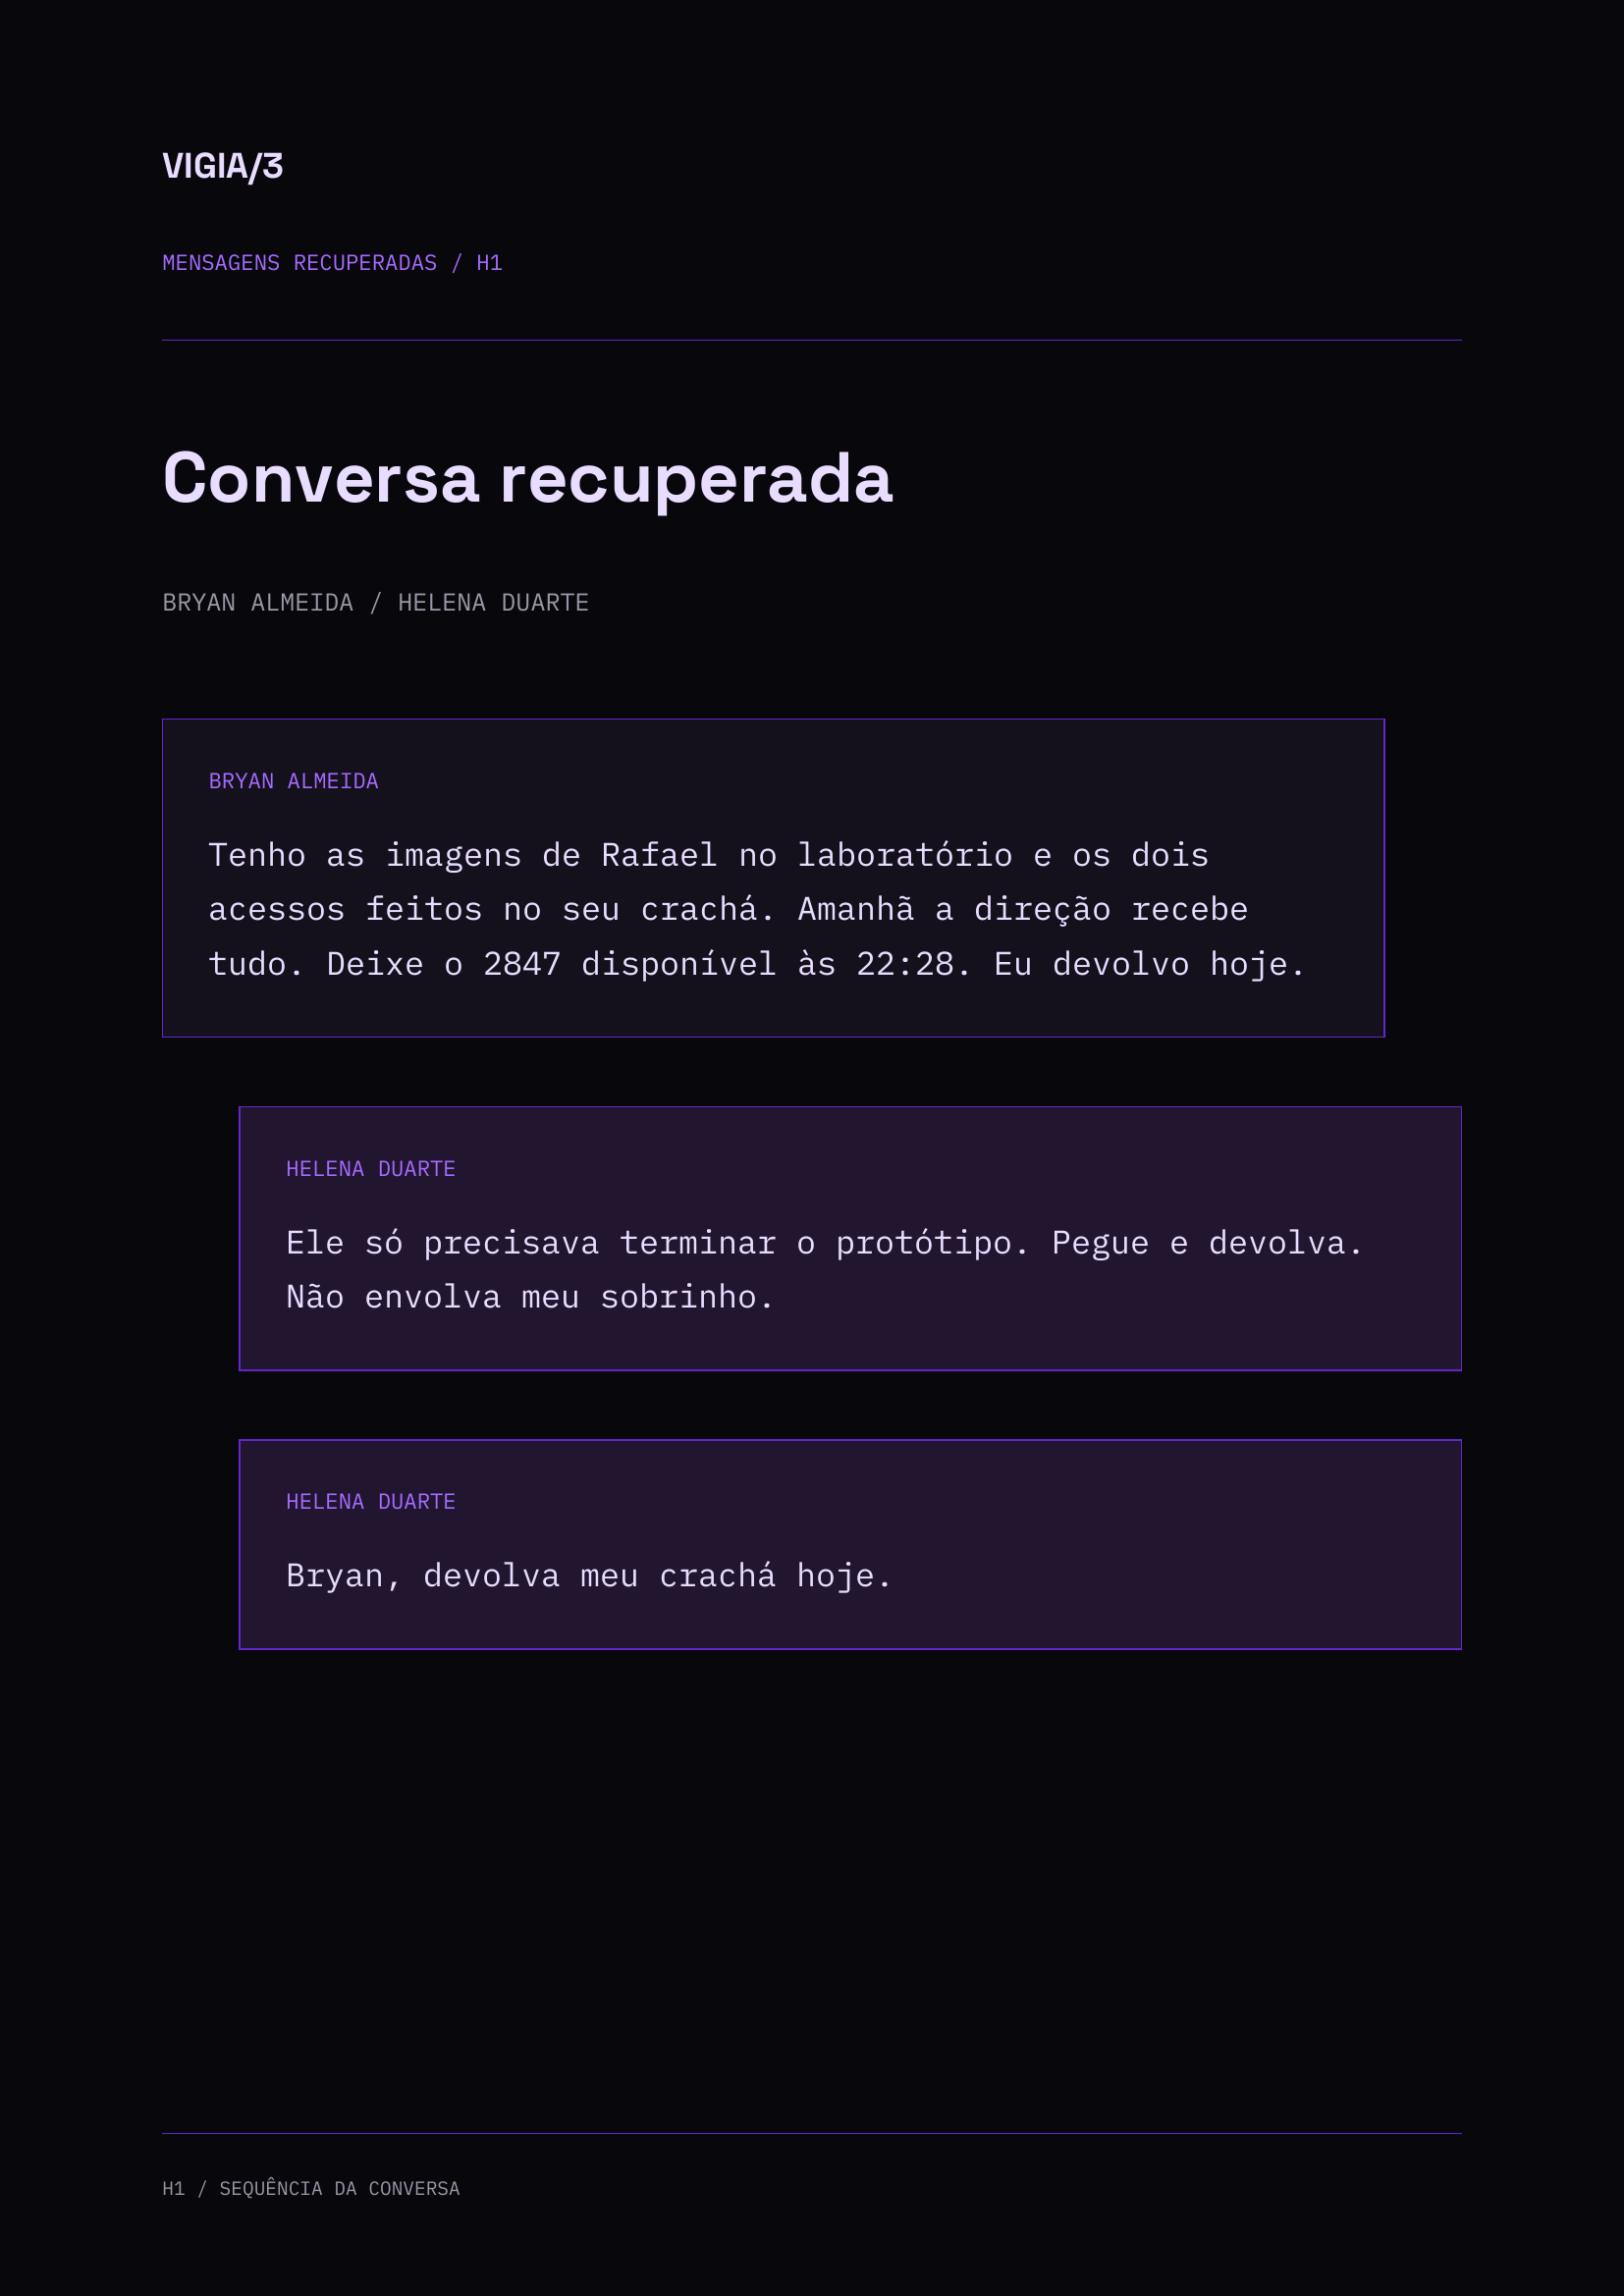 VIGIA/3
MENSAGENS RECUPERADAS / H1
Conversa recuperada
BRYAN ALMEIDA / HELENA DUARTE
BRYAN ALMEIDA
Tenho as imagens de Rafael no laboratório e os dois
acessos feitos no seu crachá. Amanhã a direção recebe
tudo. Deixe o 2847 disponível às 22:28. Eu devolvo hoje.
HELENA DUARTE
Ele só precisava terminar o protótipo. Pegue e devolva.
Não envolva meu sobrinho.
HELENA DUARTE
Bryan, devolva meu crachá hoje.
H1 / SEQUÊNCIA DA CONVERSA